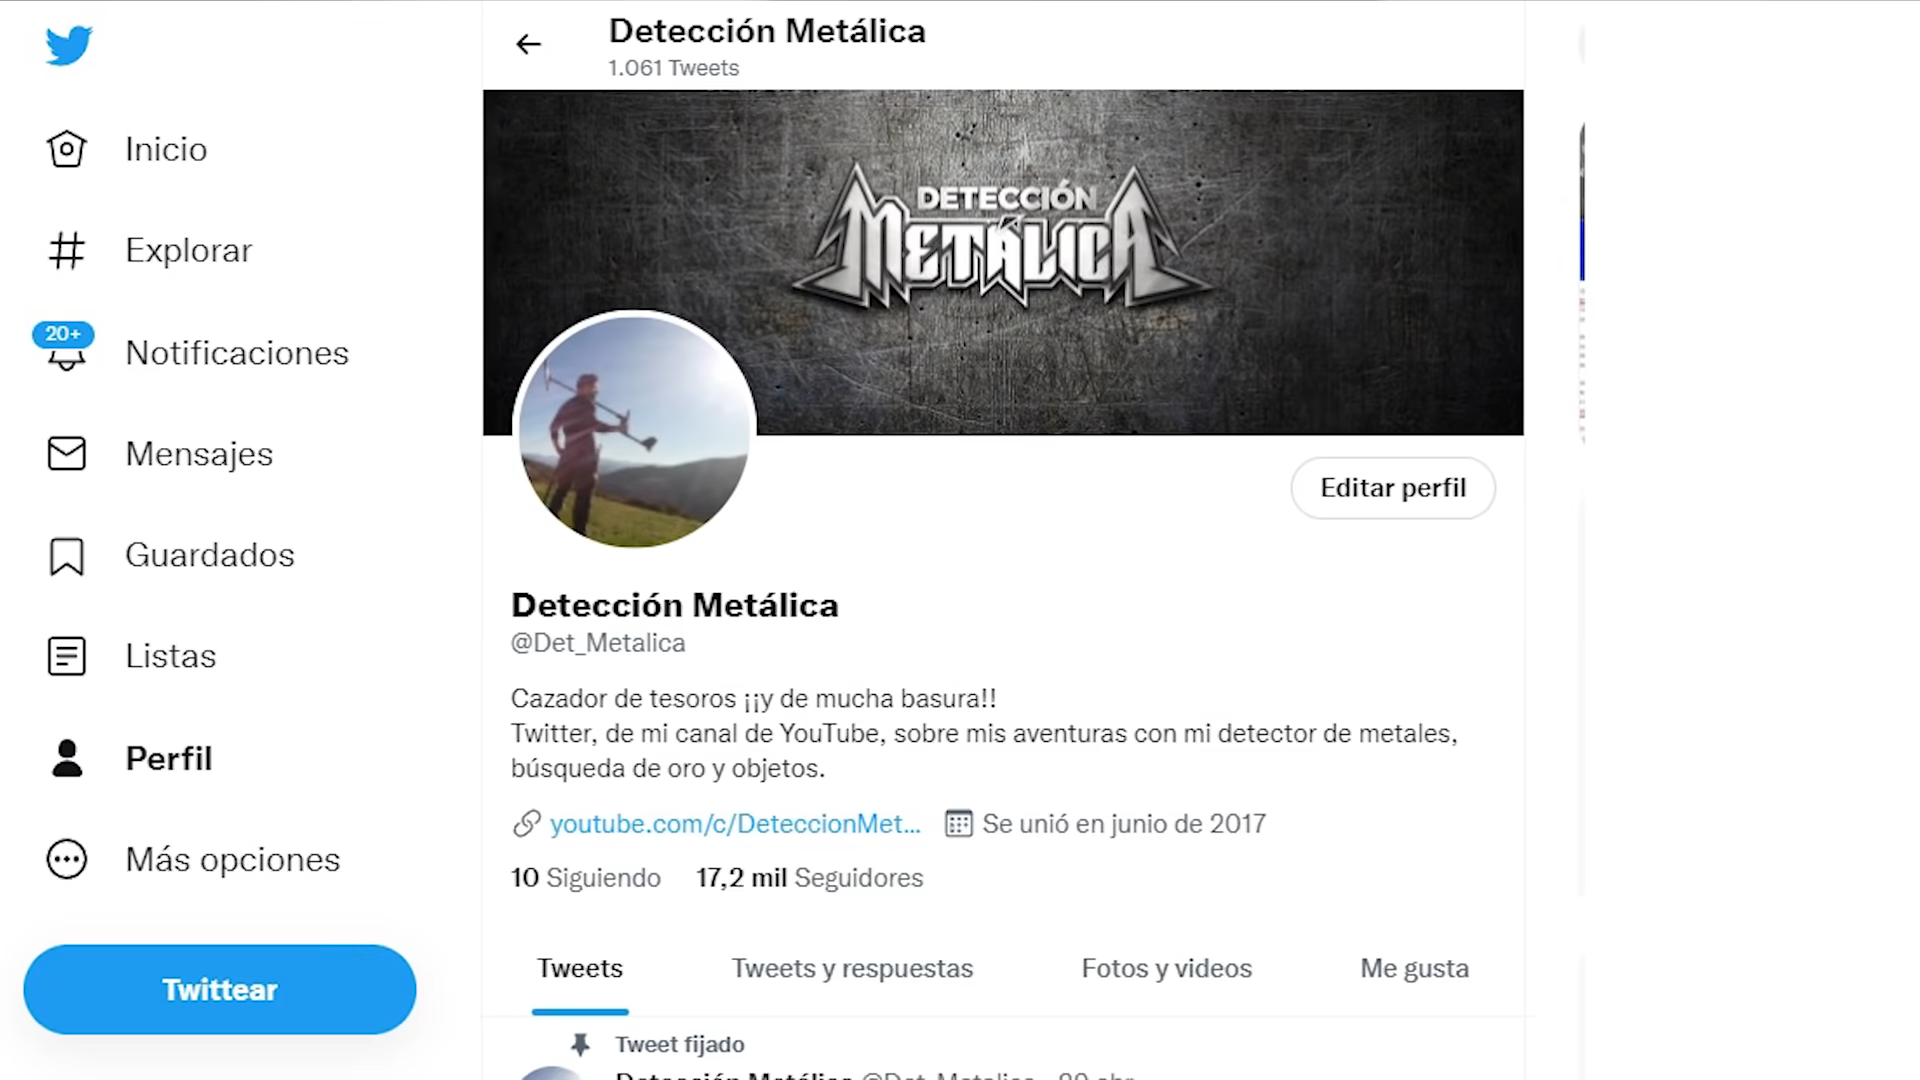 Detección Metálica
1.061 Tweets
Inicio
Explorar
20+
Notificaciones
Mensajes
Guardados
Listas
Perfil
Más opciones
Twittear
DETECCIÓN
METÁLICA
Editar perfil
Detección Metálica
@Det_Metalica
Cazador de tesoros ¡¡y de mucha basura!!
Twitter, de mi canal de YouTube, sobre mis aventuras con mi detector de metales,
búsqueda de oro y objetos.
youtube.com/c/DeteccionMet... Se unió en junio de 2017
10 Siguiendo 17,2 mil Seguidores
Tweets Tweets y respuestas Fotos y videos Me gusta
Tweet fijado
Detección Metálica @Det_Metalica